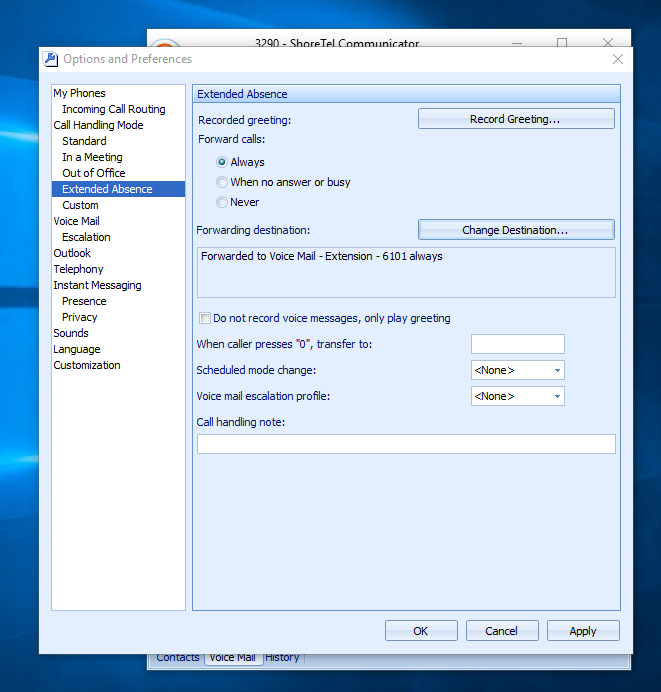 3290 - ShoreTel Communicator
Options and Preferences
My Phones
Incoming Call Routing
Call Handling Mode
Standard
In a Meeting
Out of Office
Extended Absence
Custom
Voice Mail
Escalation
Outlook
Telephony
Instant Messaging
Presence
Privacy
Sounds
Language
Customization
Extended Absence
Recorded greeting:
Record Greeting...
Forward calls:
Always
When no answer or busy
Never
Forwarding destination:
Change Destination...
Forwarded to Voice Mail - Extension - 6101 always
Do not record voice messages, only play greeting
When caller presses "0", transfer to:
Scheduled mode change:
<None>
Voice mail escalation profile:
<None>
Call handling note:
OK
Cancel
Apply
Contacts
Voice Mail
History